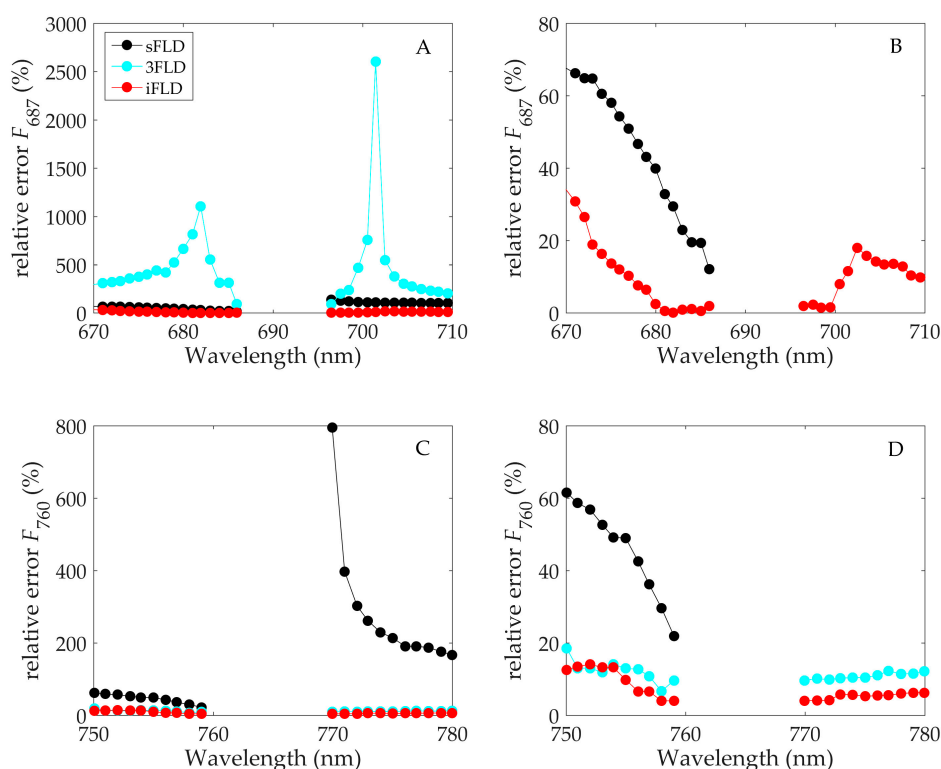 A
sFLD
3FLD
iFLD
relative error F687 (%)
3000
2500
2000
1500
1000
500
0
670 680 690 700 710
Wavelength (nm)
B
relative error F687 (%)
80
60
40
20
0
670 680 690 700 710
Wavelength (nm)
C
relative error F760 (%)
800
600
400
200
0
750 760 770 780
Wavelength (nm)
D
relative error F760 (%)
80
60
40
20
0
750 760 770 780
Wavelength (nm)